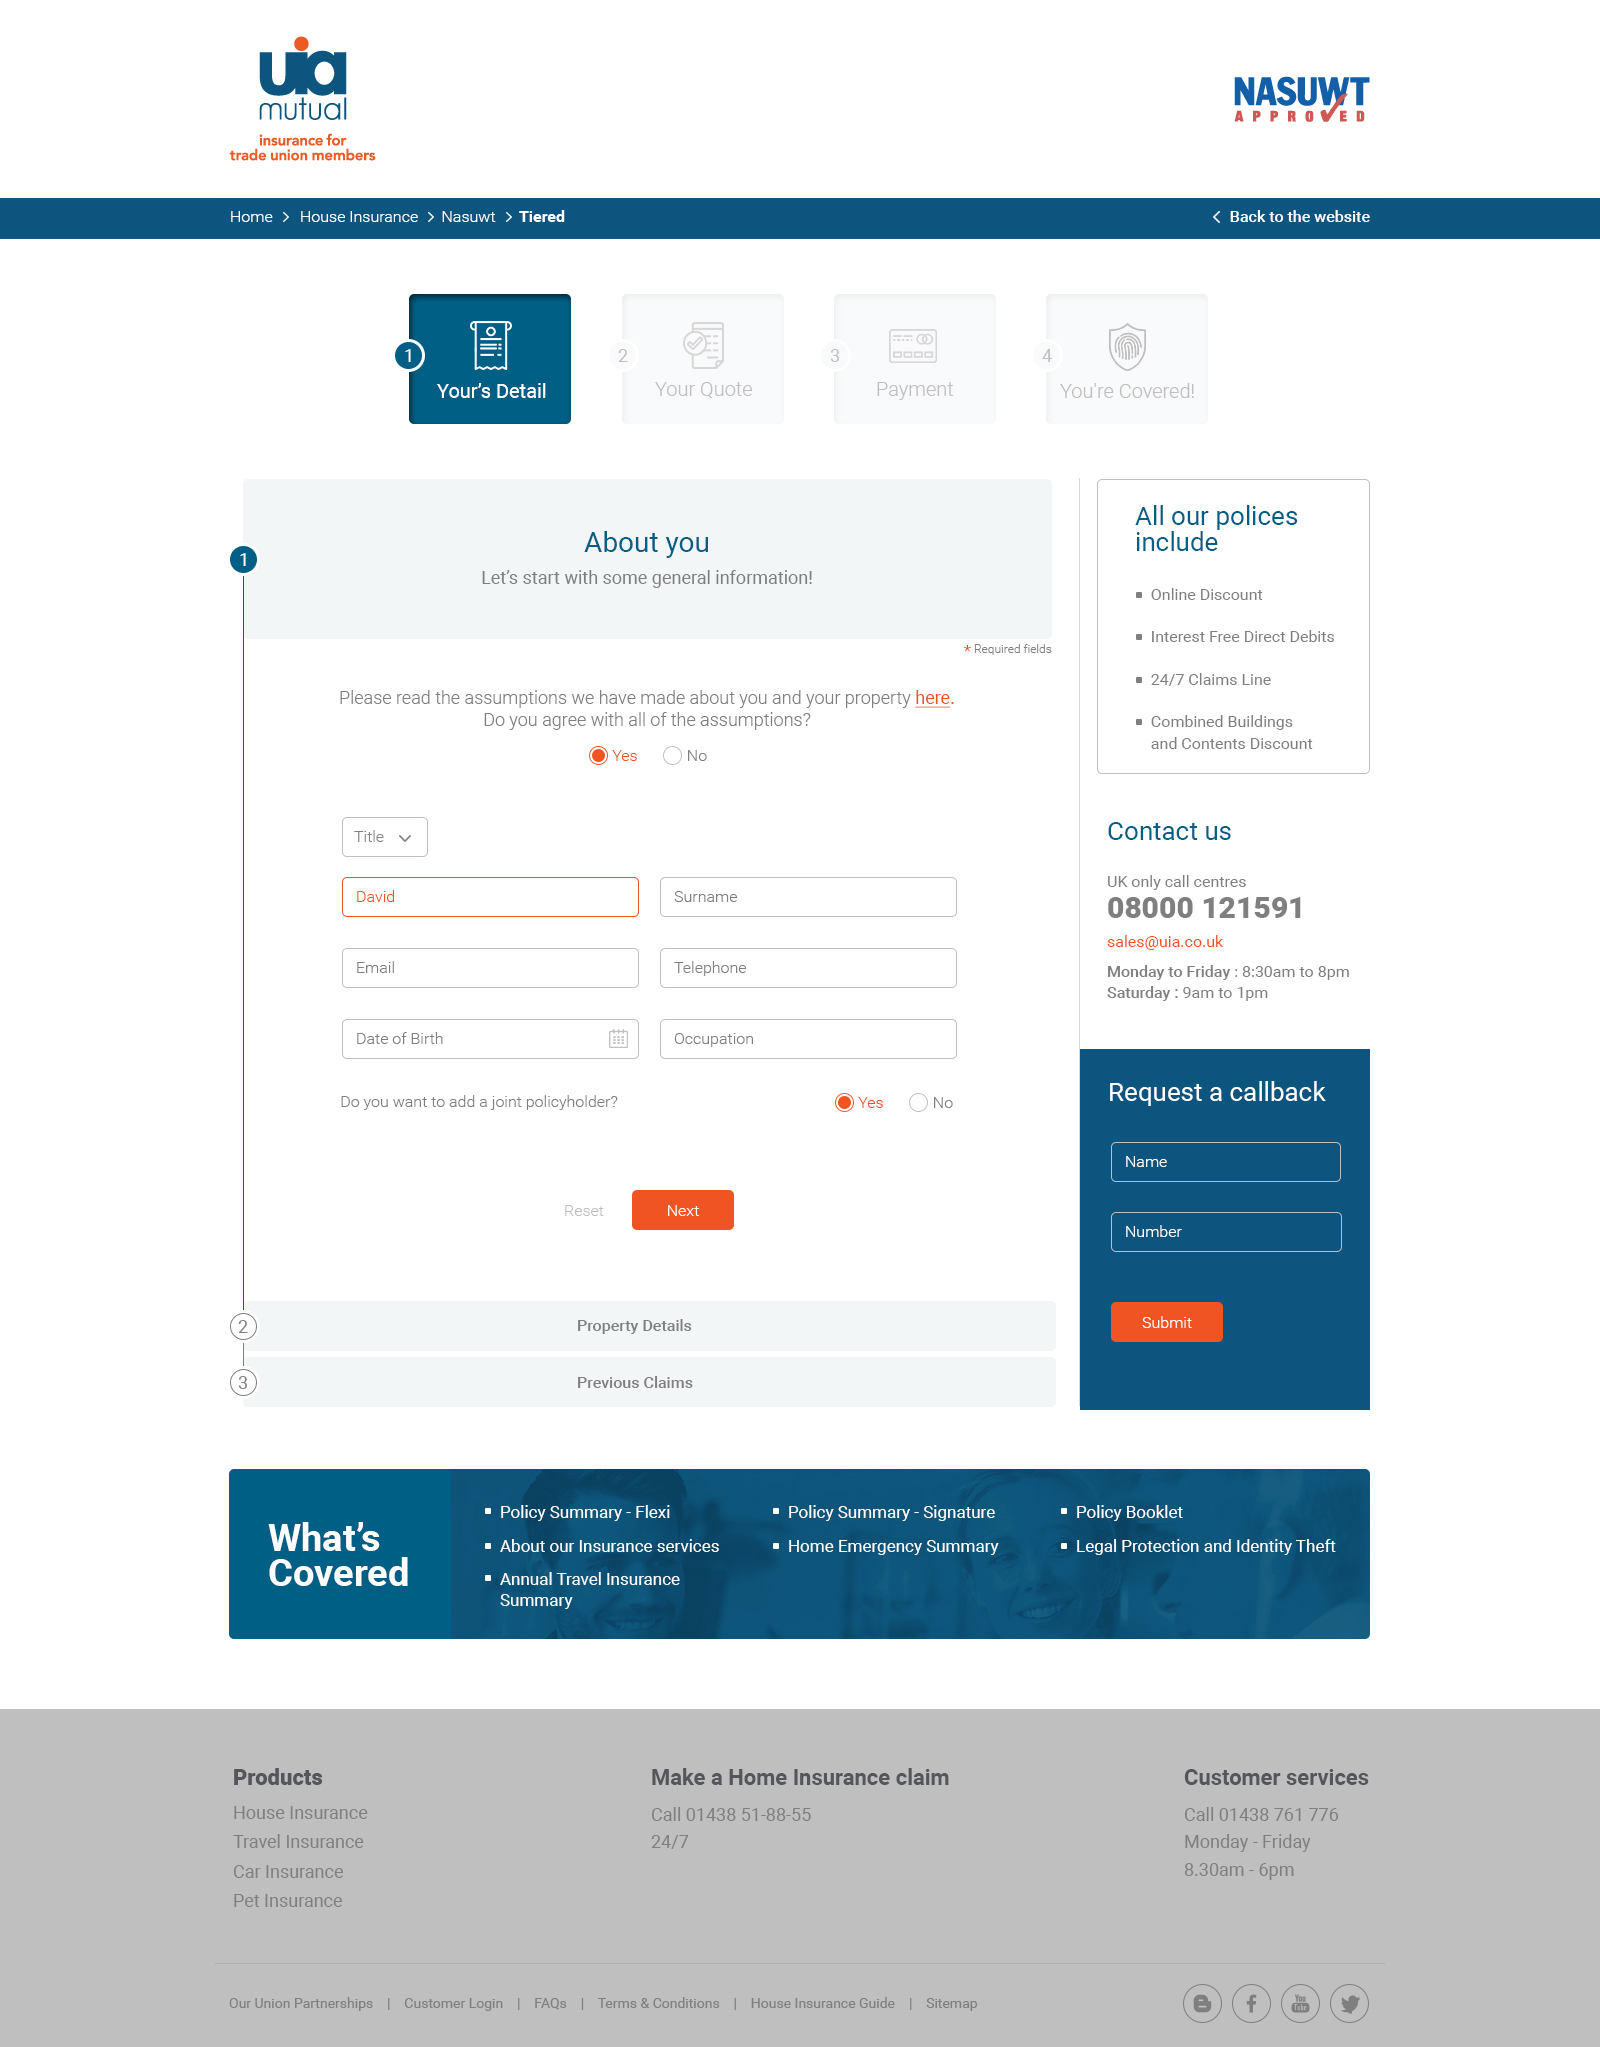 uia
mutual
insurance for
trade union members
NASUWT
APPROVED
Home > House Insurance > Nasuwt > Tiered
< Back to the website
1
Your’s Detail
2
Your Quote
3
Payment
4
You're Covered!
1
About you
Let’s start with some general information!
* Required fields
Please read the assumptions we have made about you and your property here.
Do you agree with all of the assumptions?
Yes No
Title
David
Surname
Email
Telephone
Date of Birth
Occupation
Do you want to add a joint policyholder?
Yes No
Reset
Next
2
Property Details
3
Previous Claims
All our polices
include
Online Discount
Interest Free Direct Debits
24/7 Claims Line
Combined Buildings
and Contents Discount
Contact us
UK only call centres
08000 121591
sales@uia.co.uk
Monday to Friday : 8:30am to 8pm
Saturday : 9am to 1pm
Request a callback
Name
Number
Submit
What’s
Covered
Policy Summary - Flexi
About our Insurance services
Annual Travel Insurance
Summary
Policy Summary - Signature
Home Emergency Summary
Policy Booklet
Legal Protection and Identity Theft
Products
House Insurance
Travel Insurance
Car Insurance
Pet Insurance
Make a Home Insurance claim
Call 01438 51-88-55
24/7
Customer services
Call 01438 761 776
Monday - Friday
8.30am - 6pm
Our Union Partnerships | Customer Login | FAQs | Terms & Conditions | House Insurance Guide | Sitemap
You
Tube